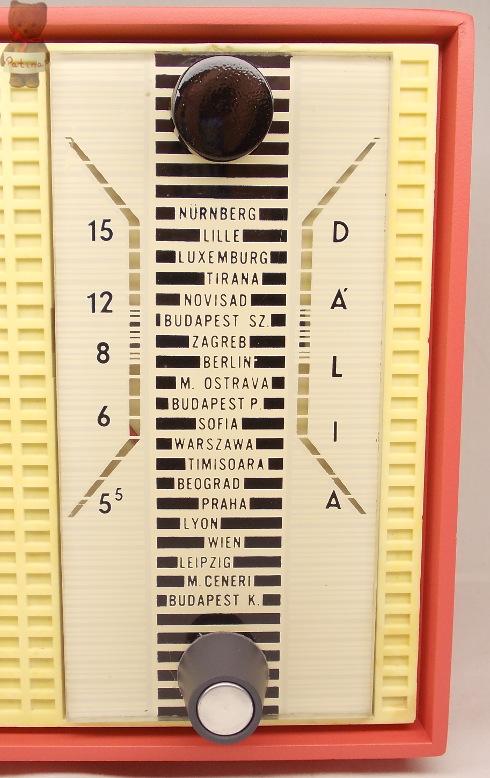 Patina
NÜRNBERG
15 LILLE D
LUXEMBURG
TIRANA
12 NOVISAD Á
BUDAPEST SZ.
ZAGREB
8 BERLIN L
M. OSTRAVA
BUDAPEST P.
6 SOFIA I
WARSZAWA
TIMISOARA
BEOGRAD
5⁵ PRAHA A
LYON
WIEN
LEIPZIG
M. CENERI
BUDAPEST K.